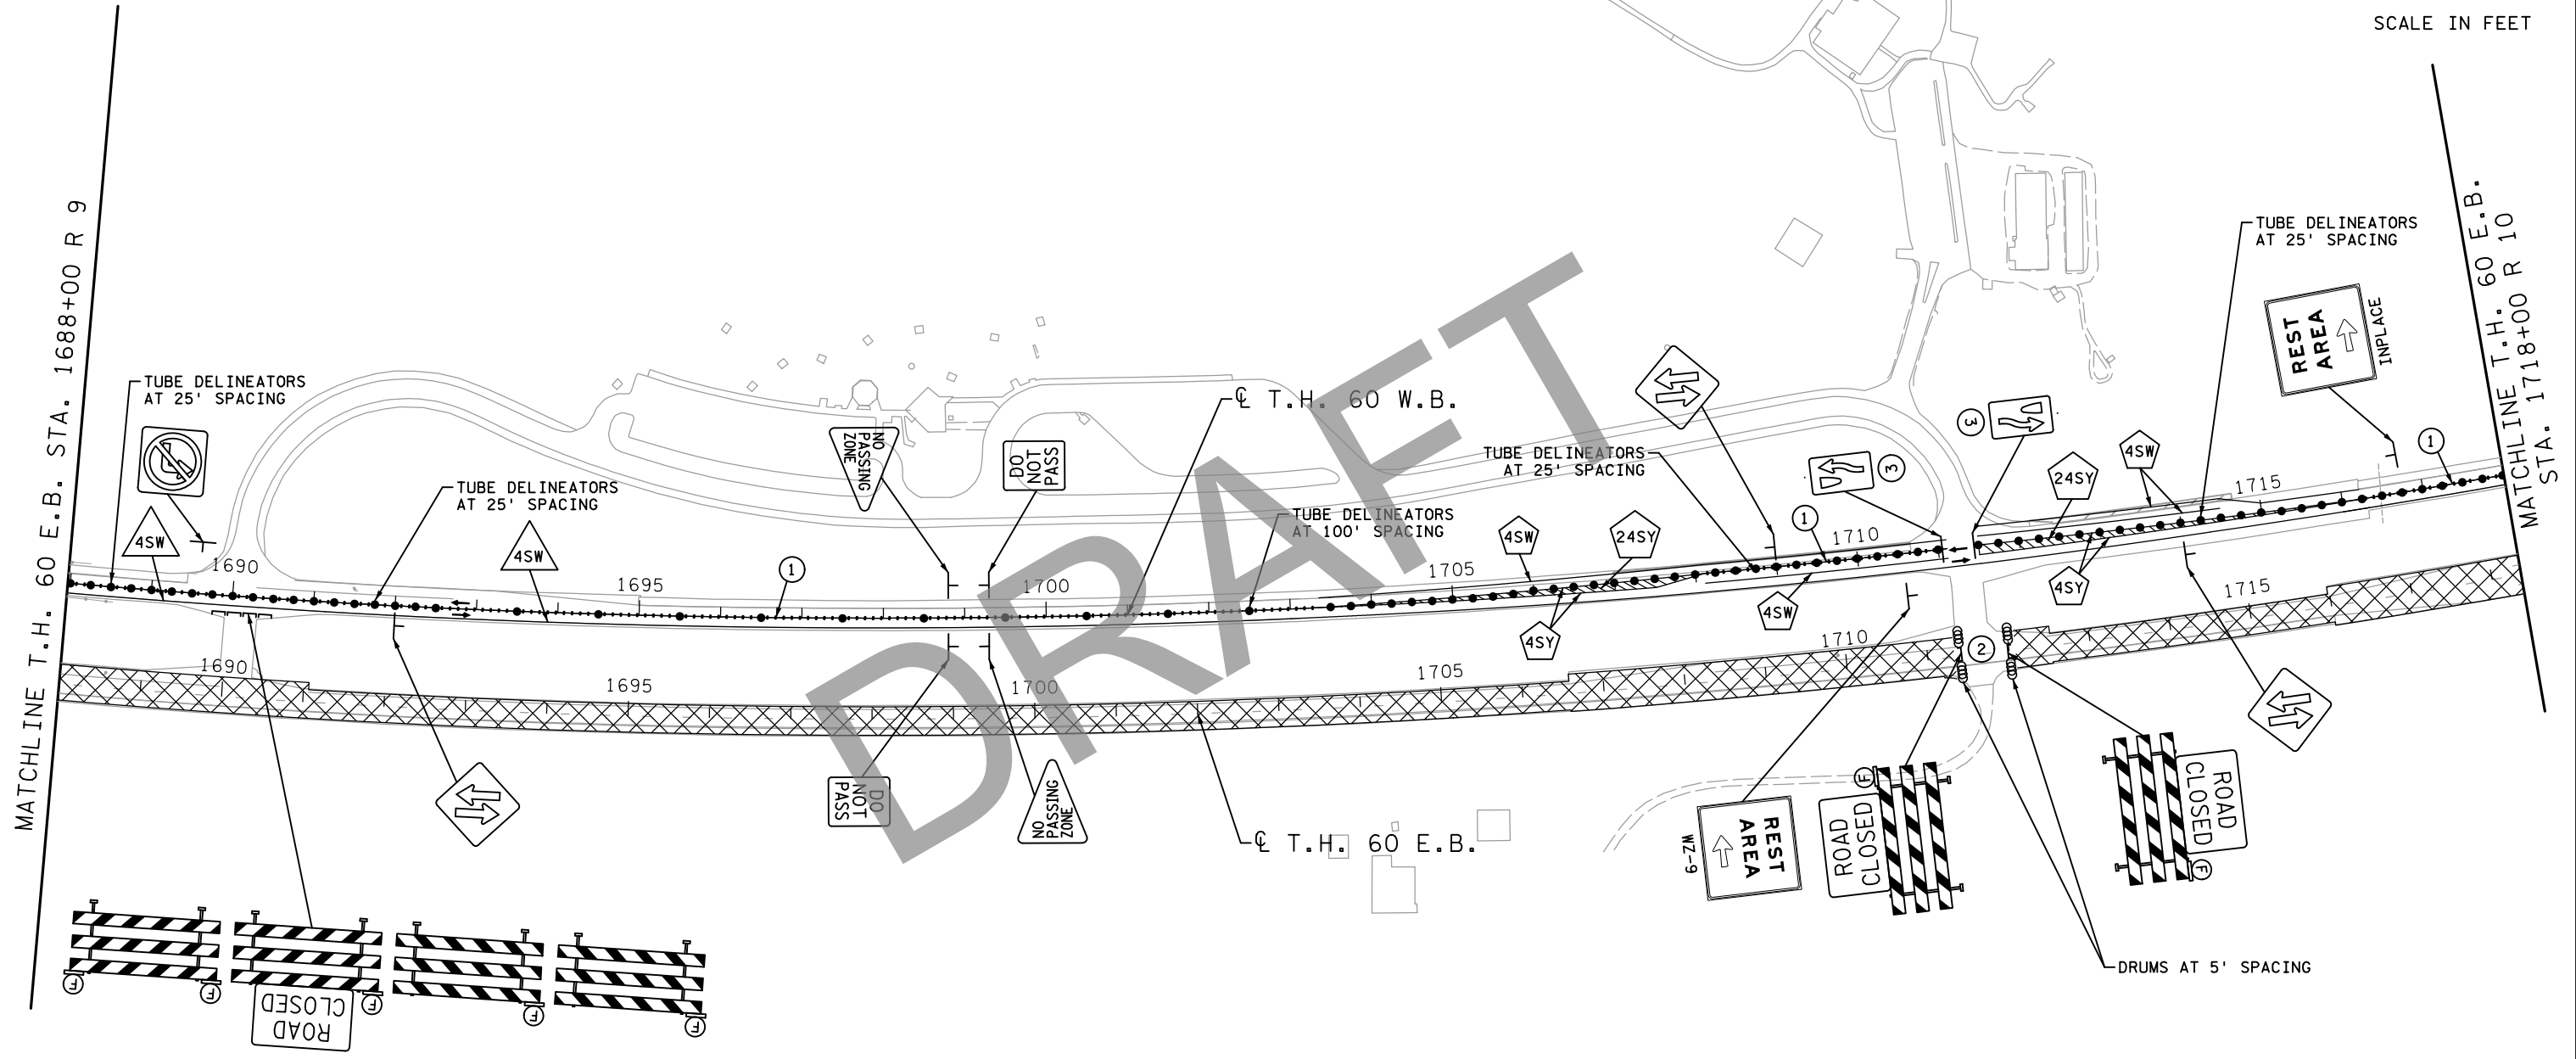 SCALE IN FEET
MATCHLINE T.H. 60 E.B. STA. 1688+00 R 9
TUBE DELINEATORS
AT 25' SPACING
4SW
1690
TUBE DELINEATORS
AT 25' SPACING
4SW
1695
1
NO
PASSING
ZONE
DO
NOT
PASS
1700
℄ T.H. 60 W.B.
TUBE DELINEATORS
AT 100' SPACING
1705
4SW
24SY
4SY
TUBE DELINEATORS
AT 25' SPACING
1
1710
4SW
3
3
24SY
4SW
4SY
1715
TUBE DELINEATORS
AT 25' SPACING
REST
AREA
INPLACE
1
MATCHLINE T.H. 60 E.B.
STA. 1718+00 R 10
1690
1695
1700
1705
1710
2
1715
DO
NOT
PASS
NO
PASSING
ZONE
℄ T.H. 60 E.B.
WZ-9
REST
AREA
ROAD
CLOSED
F
ROAD
CLOSED
F
DRUMS AT 5' SPACING
F
F
F
F
F
ROAD
CLOSED
DRAFT